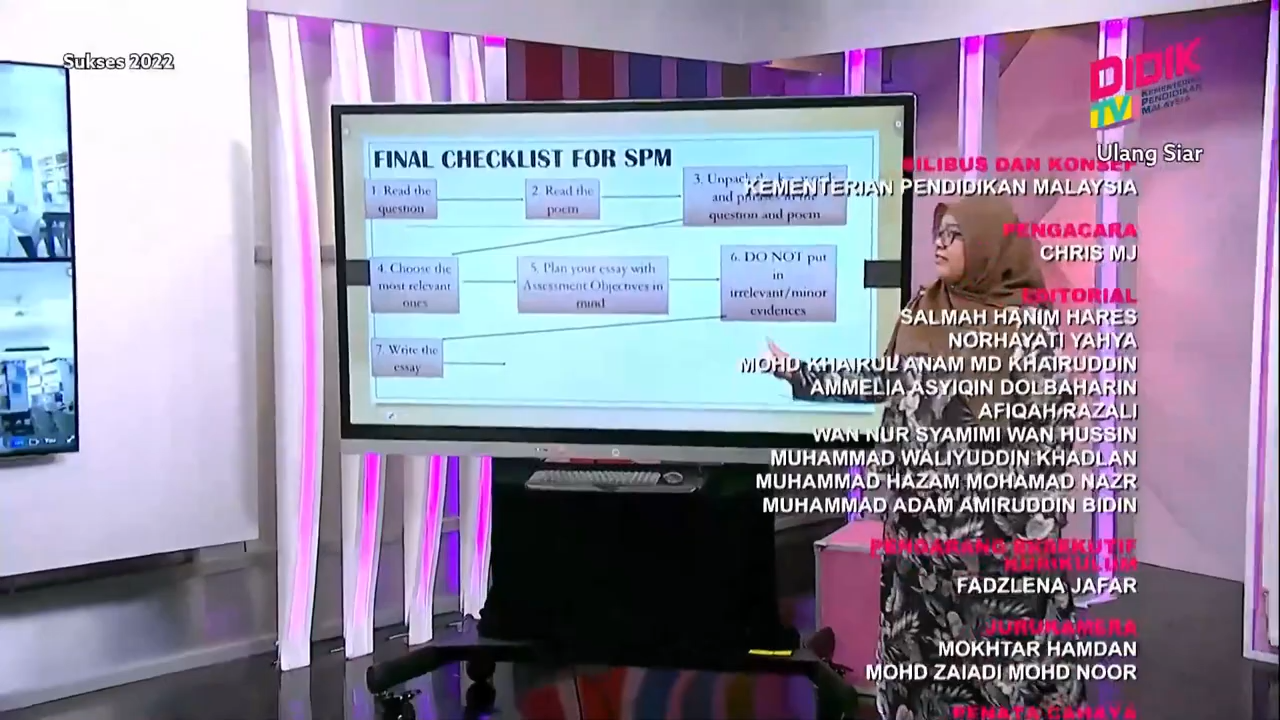 Sukses 2022
DIDIK
TV
KEMENTERIAN
PENDIDIKAN
MALAYSIA
Ulang Siar
FINAL CHECKLIST FOR SPM
1. Read the
question
2. Read the
poem
3. Unpack the
and in the
question and poem
4. Choose the
most relevant
ones
5. Plan your essay with
Assessment Objectives in
mind
6. DO NOT put
in
irrelevant/minor
evidences
7. Write the
essay
SILIBUS DAN KONSEP
KEMENTERIAN PENDIDIKAN MALAYSIA
PENGACARA
CHRIS MJ
EDITORIAL
SALMAH HANIM HARES
NORHAYATI YAHYA
MOHD KHAIRUL ANAM MD KHAIRUDDIN
AMMELIA ASYIQIN DOLBAHARIN
AFIQAH RAZALI
WAN NUR SYAMIMI WAN HUSSIN
MUHAMMAD WALIYUDDIN KHADLAN
MUHAMMAD HAZAM MOHAMAD NAZR
MUHAMMAD ADAM AMIRUDDIN BIDIN
PENGARANG EKSEKUTIF
KURIKULUM
FADZLENA JAFAR
JURUKAMERA
MOKHTAR HAMDAN
MOHD ZAIADI MOHD NOOR
PENATA CAHAYA